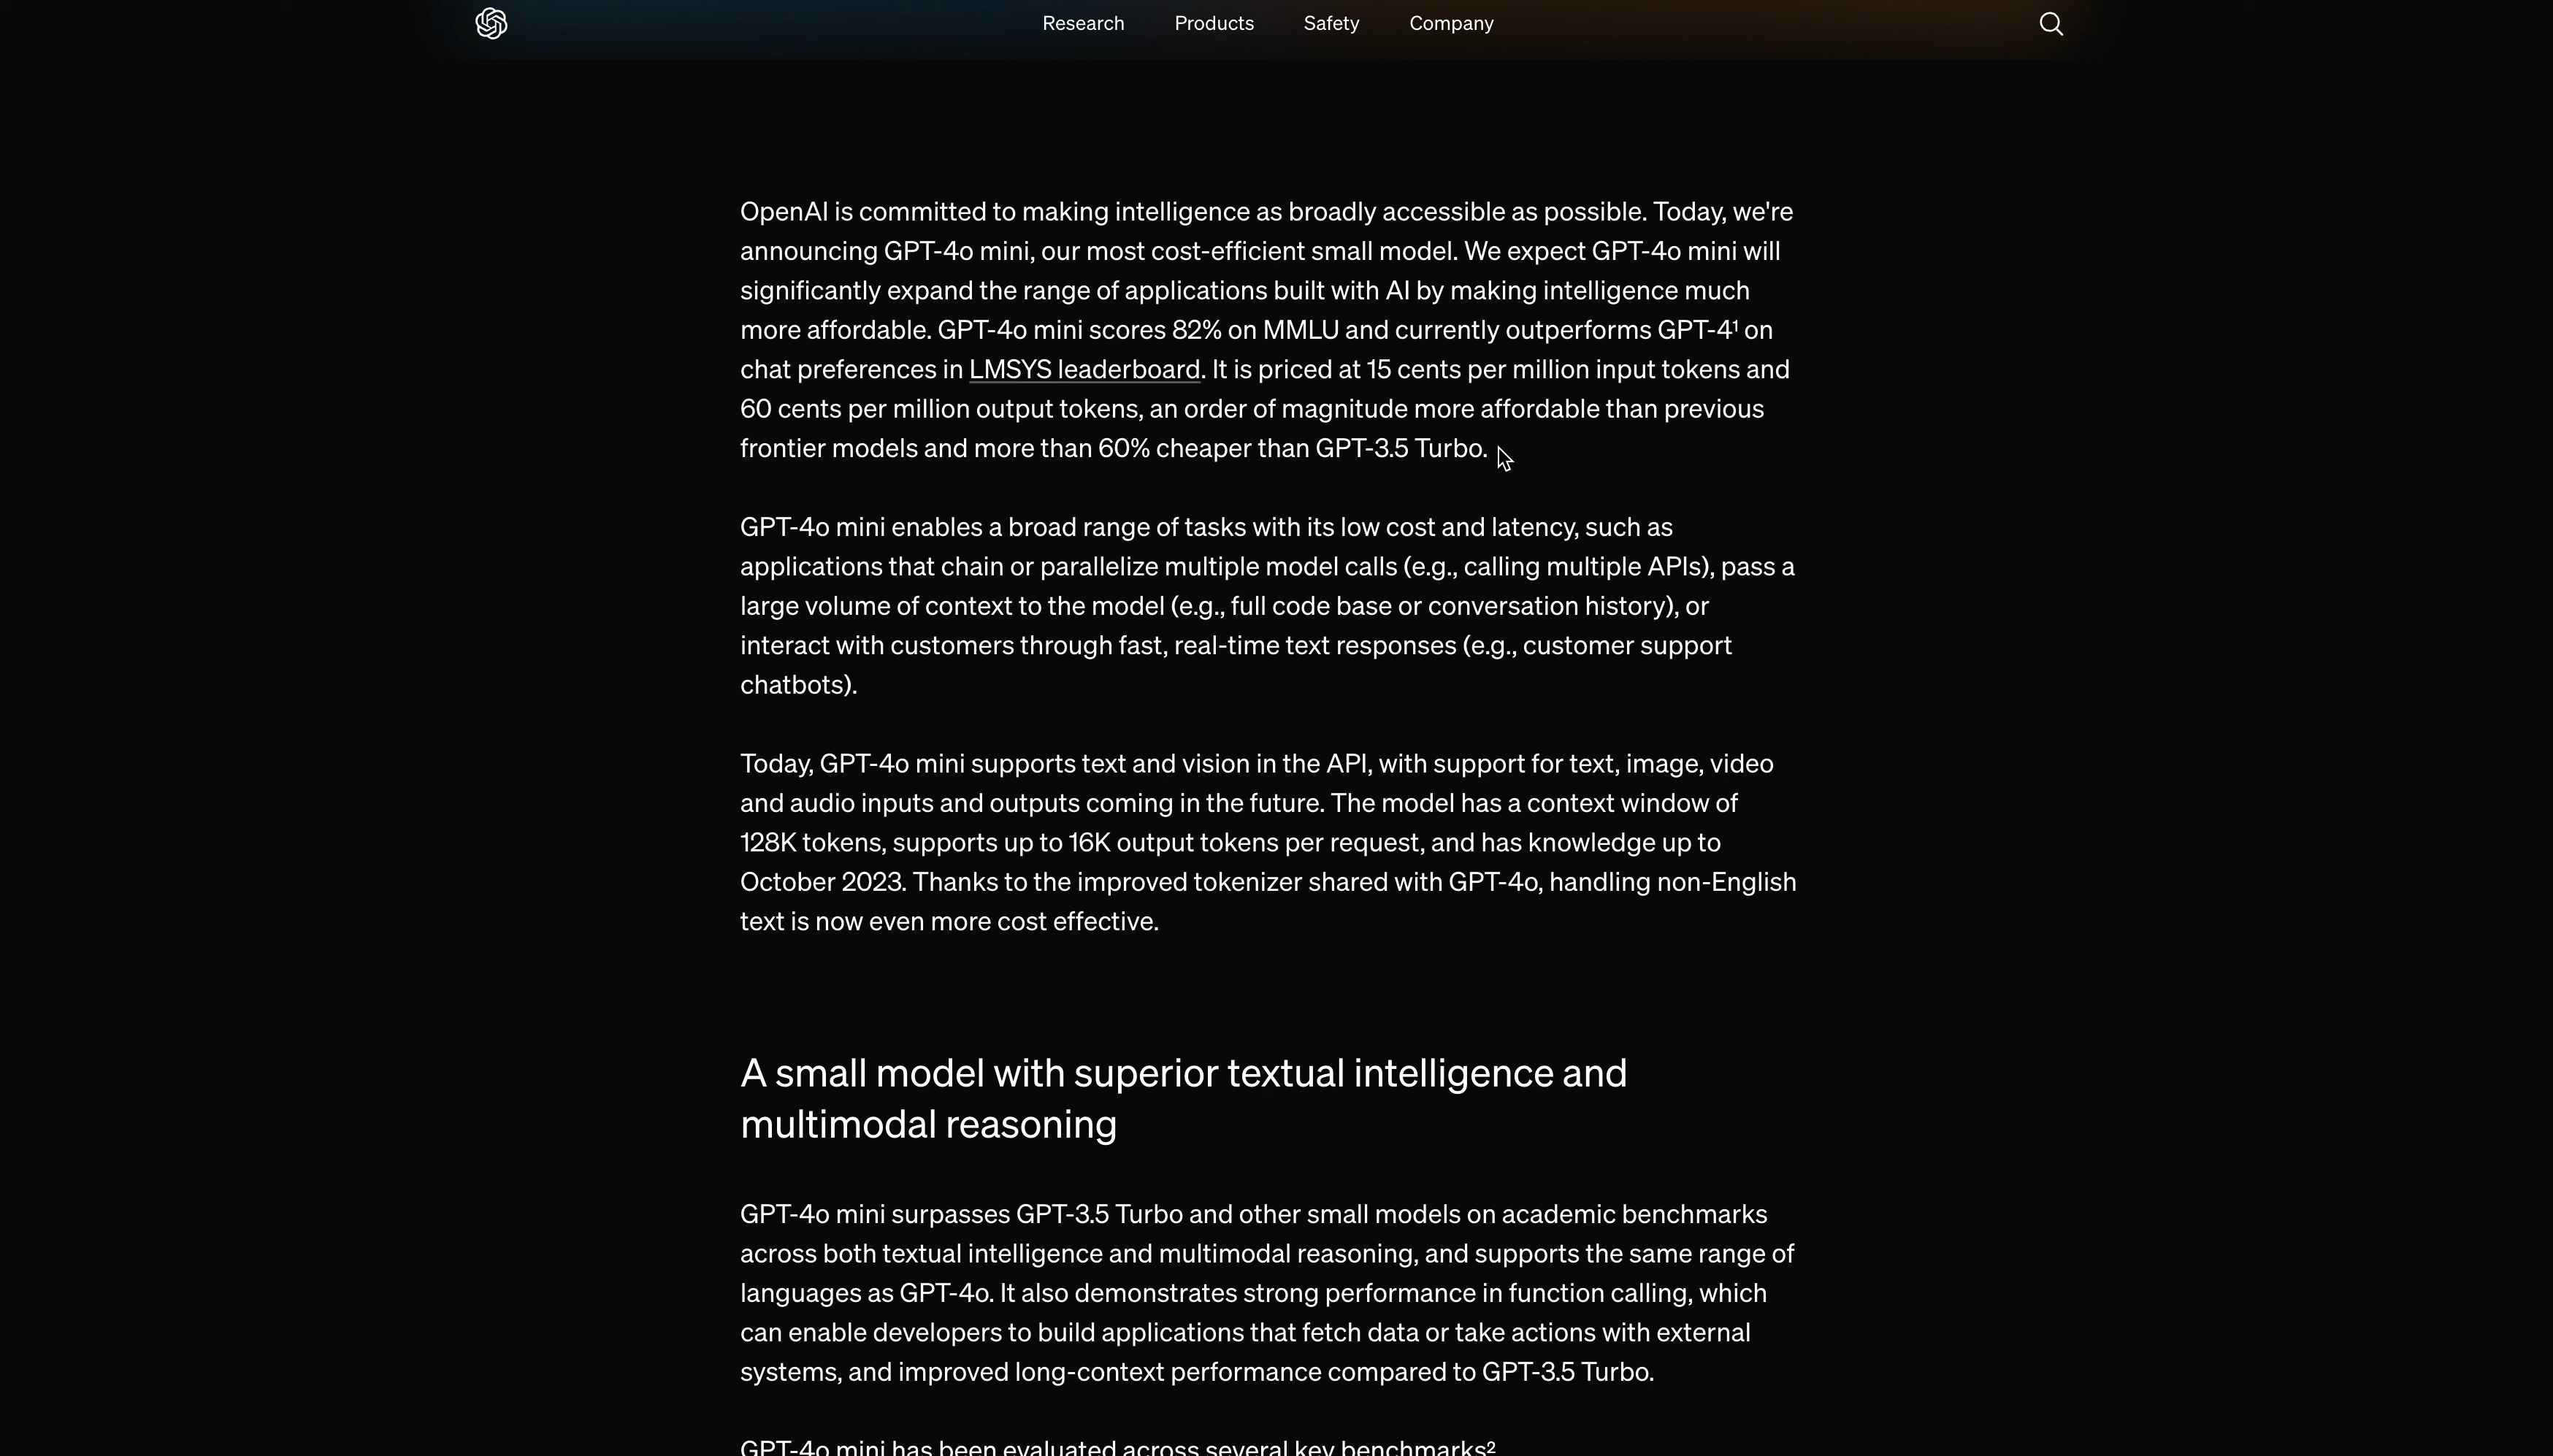 Research Products Safety Company
OpenAI is committed to making intelligence as broadly accessible as possible. Today, we're
announcing GPT-4o mini, our most cost-efficient small model. We expect GPT-4o mini will
significantly expand the range of applications built with AI by making intelligence much
more affordable. GPT-4o mini scores 82% on MMLU and currently outperforms GPT-4¹ on
chat preferences in LMSYS leaderboard. It is priced at 15 cents per million input tokens and
60 cents per million output tokens, an order of magnitude more affordable than previous
frontier models and more than 60% cheaper than GPT-3.5 Turbo.
GPT-4o mini enables a broad range of tasks with its low cost and latency, such as
applications that chain or parallelize multiple model calls (e.g., calling multiple APIs), pass a
large volume of context to the model (e.g., full code base or conversation history), or
interact with customers through fast, real-time text responses (e.g., customer support
chatbots).
Today, GPT-4o mini supports text and vision in the API, with support for text, image, video
and audio inputs and outputs coming in the future. The model has a context window of
128K tokens, supports up to 16K output tokens per request, and has knowledge up to
October 2023. Thanks to the improved tokenizer shared with GPT-4o, handling non-English
text is now even more cost effective.
A small model with superior textual intelligence and
multimodal reasoning
GPT-4o mini surpasses GPT-3.5 Turbo and other small models on academic benchmarks
across both textual intelligence and multimodal reasoning, and supports the same range of
languages as GPT-4o. It also demonstrates strong performance in function calling, which
can enable developers to build applications that fetch data or take actions with external
systems, and improved long-context performance compared to GPT-3.5 Turbo.
GPT-4o mini has been evaluated across several key benchmarks²